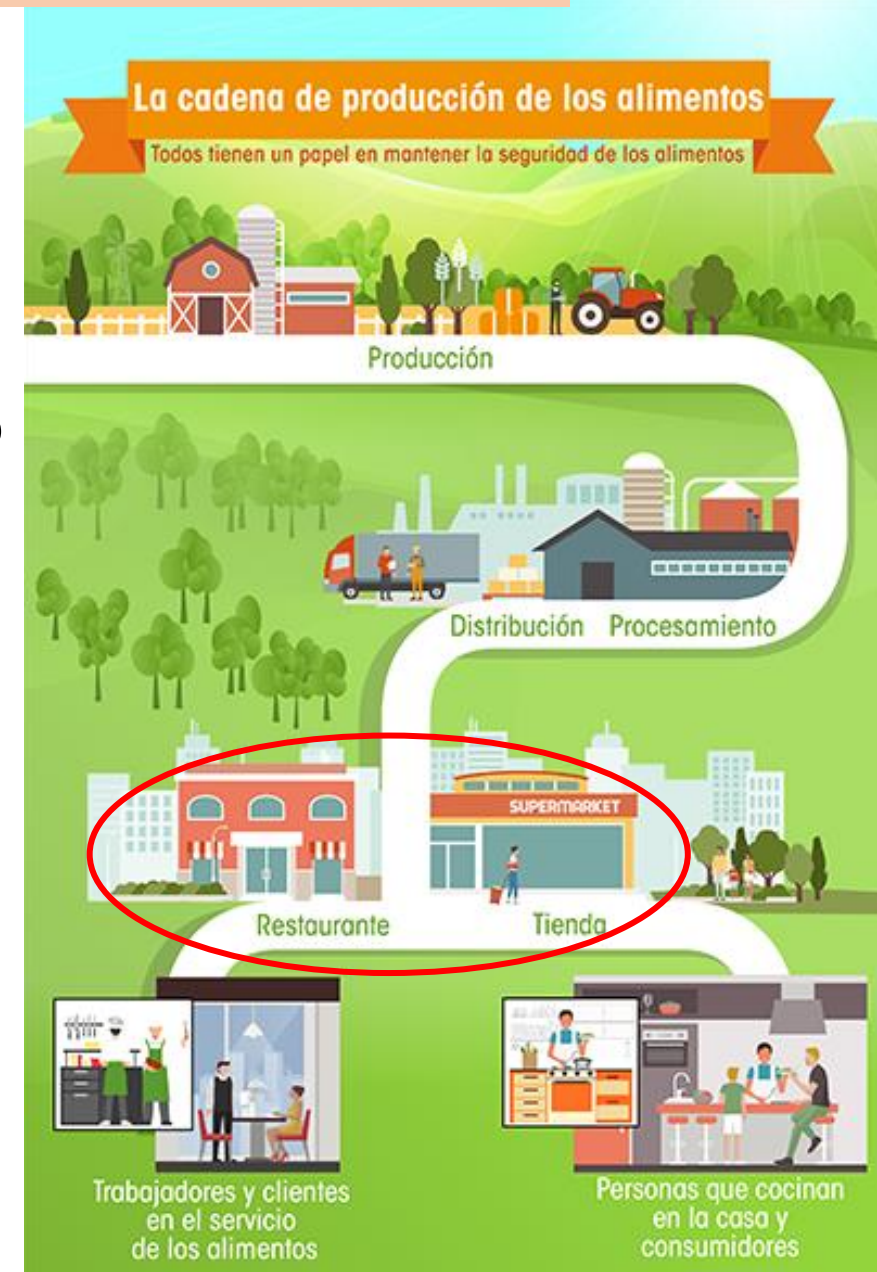 La cadena de producción de los alimentos
Todos tienen un papel en mantener la seguridad de los alimentos
Producción
Distribución Procesamiento
SUPERMARKET
Restaurante Tienda
Trabajadores y clientes
en el servicio
de los alimentos
Personas que cocinan
en la casa y
consumidores